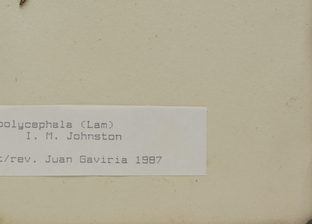 polycephala (Lam)
I. M. Johnston
t/rev. Juan Gaviria 1987